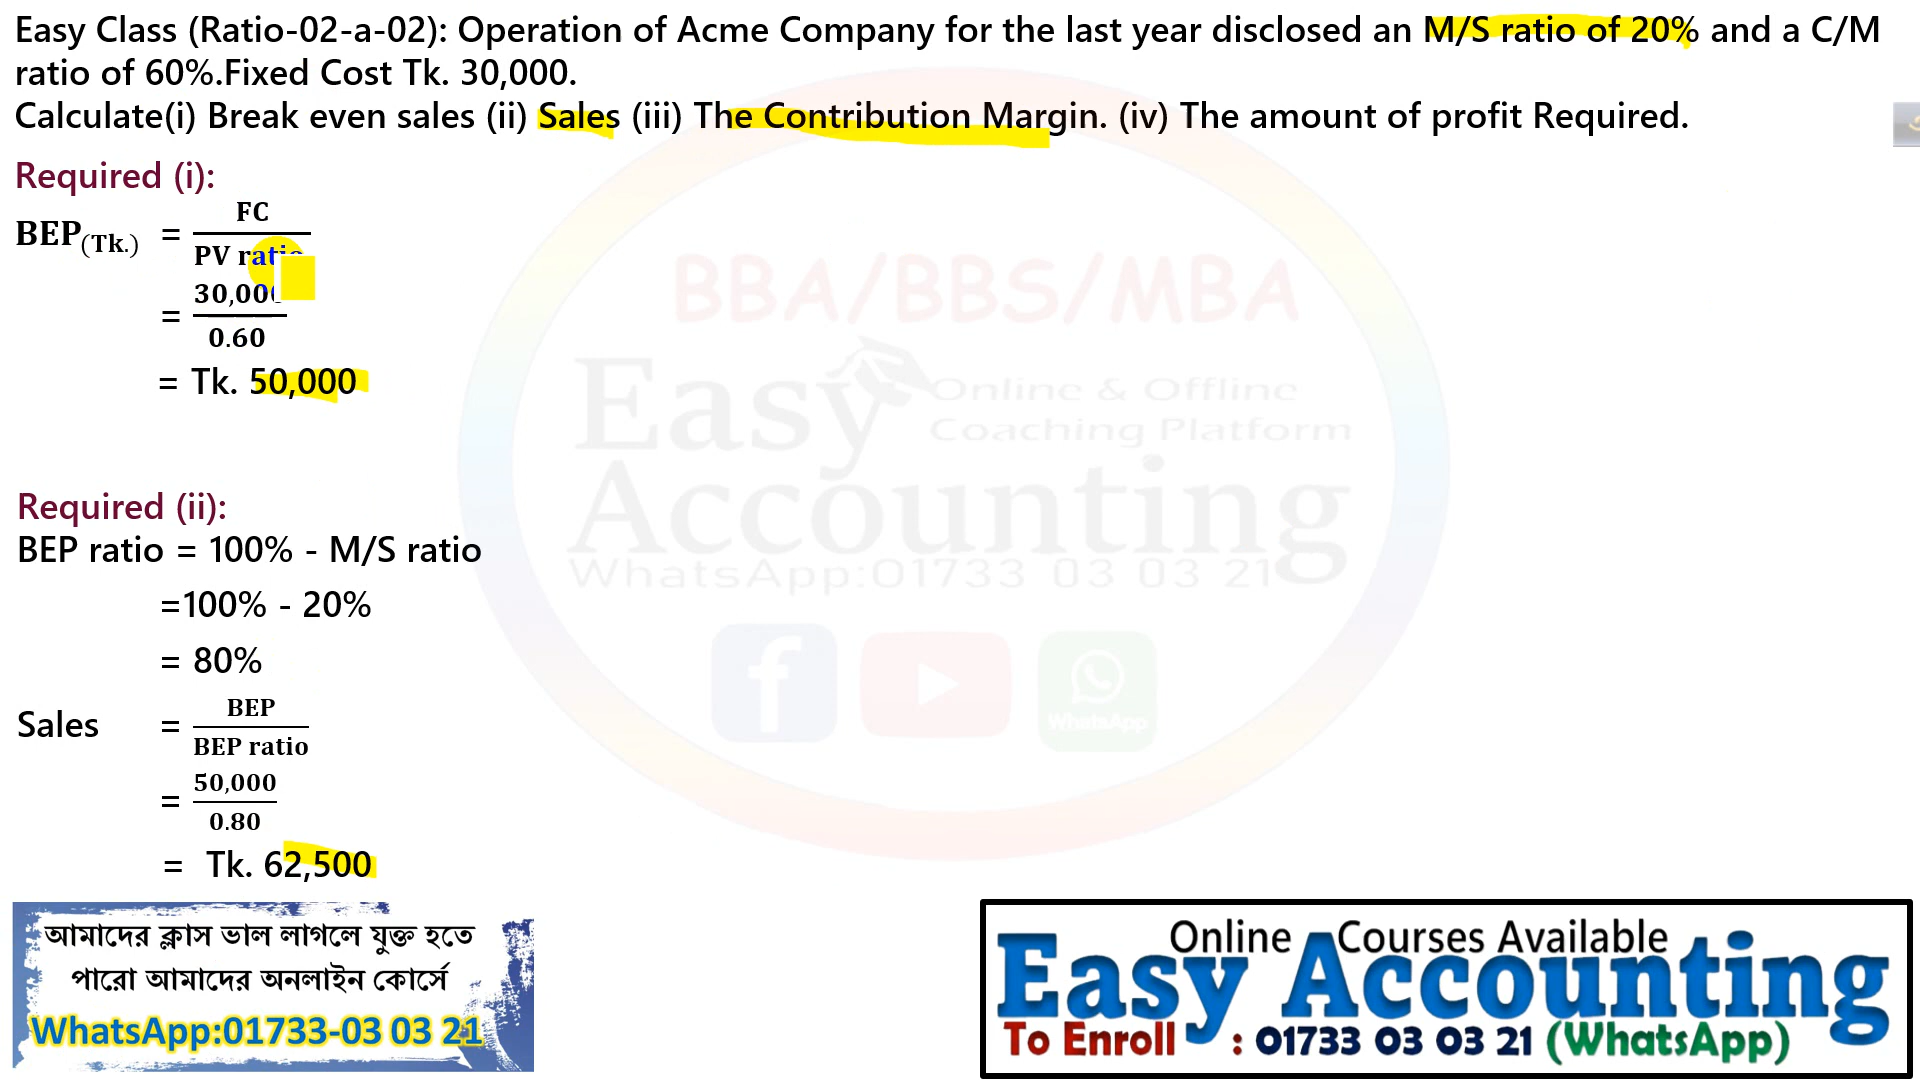 Easy Class (Ratio-02-a-02): Operation of Acme Company for the last year disclosed an M/S ratio of 20% and a C/M
ratio of 60%.Fixed Cost Tk. 30,000.
Calculate(i) Break even sales (ii) Sales (iii) The Contribution Margin. (iv) The amount of profit Required.
Required (i):
BEP(Tk.) = FC
PV ratio
= 30,000
0.60
= Tk. 50,000
Required (ii):
BEP ratio = 100% - M/S ratio
=100% - 20%
= 80%
Sales = BEP
BEP ratio
= 50,000
0.80
= Tk. 62,500
BBA/BBS/MBA
Easy Online & Offline
Coaching Platform
Accounting
WhatsApp:01733 03 03 21
WhatsApp
আমাদের ক্লাস ভাল লাগলে যুক্ত হতে
পারো আমাদের অনলাইন কোর্সে
WhatsApp:01733-03 03 21
Online Courses Available
Easy Accounting
To Enroll : 01733 03 03 21 (WhatsApp)